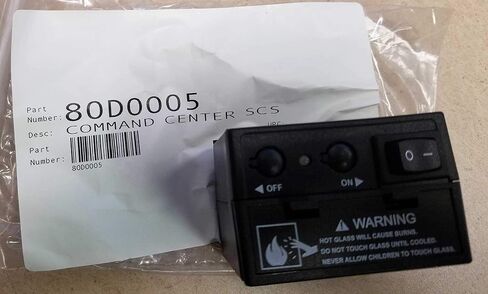 Part
Number: 80D0005
Desc: COMMAND CENTER SCS
Part
Number:
80D0005
◀ OFF
ON ▶
O –
⚠ WARNING
HOT GLASS WILL CAUSE BURNS.
DO NOT TOUCH GLASS UNTIL COOLED.
NEVER ALLOW CHILDREN TO TOUCH GLASS.